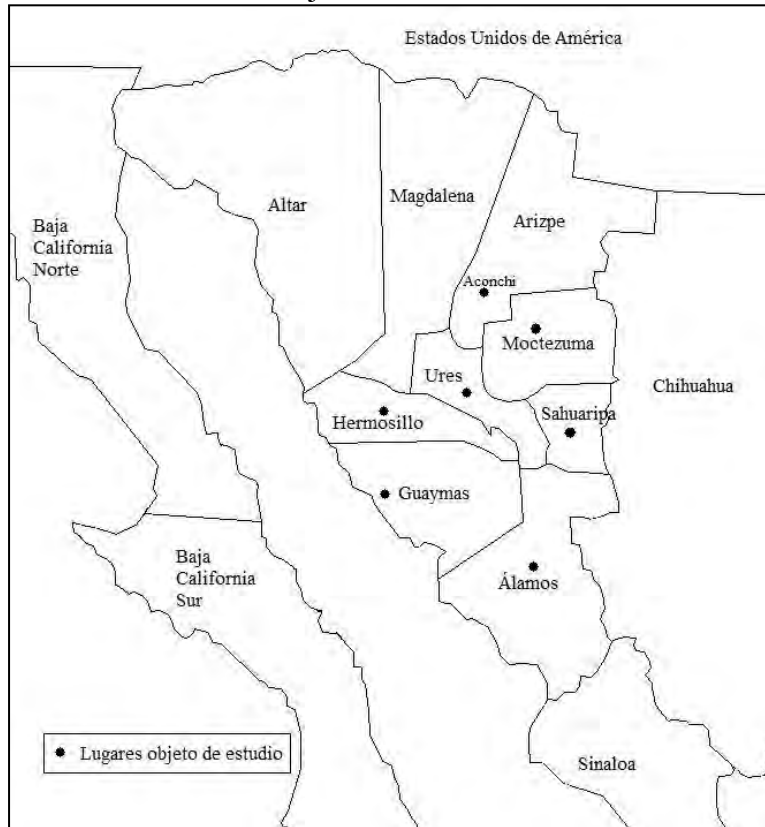 Estados Unidos de América
Magdalena
Altar
Arizpe
Baja
California
Norte
Aconchi
Moctezuma
Ures
Chihuahua
Sahuaripa
Hermosillo
Guaymas
Baja
California
Sur
Álamos
Lugares objeto de estudio
Sinaloa